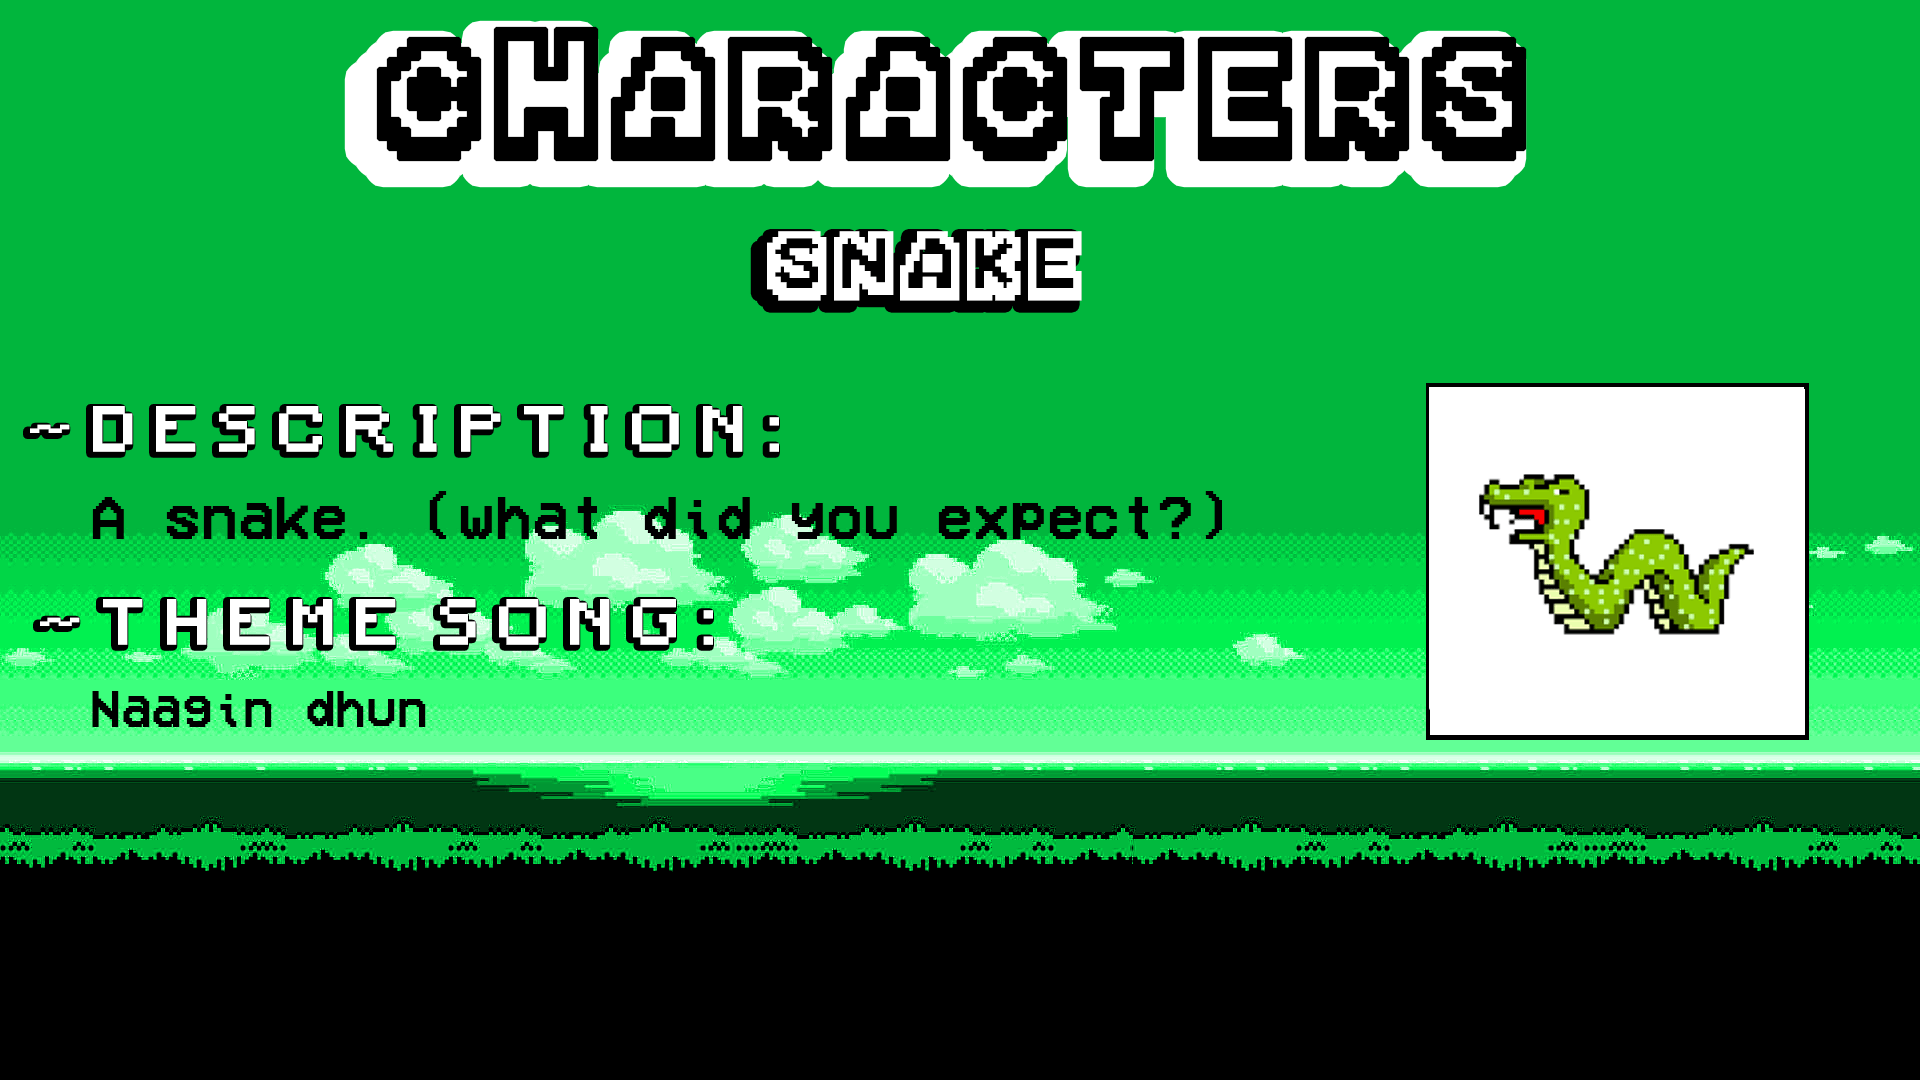 CHARACTERS
SNAKE
~DESCRIPTION:
A snake. (what did you expect?)
~THEME SONG:
Naagin dhun